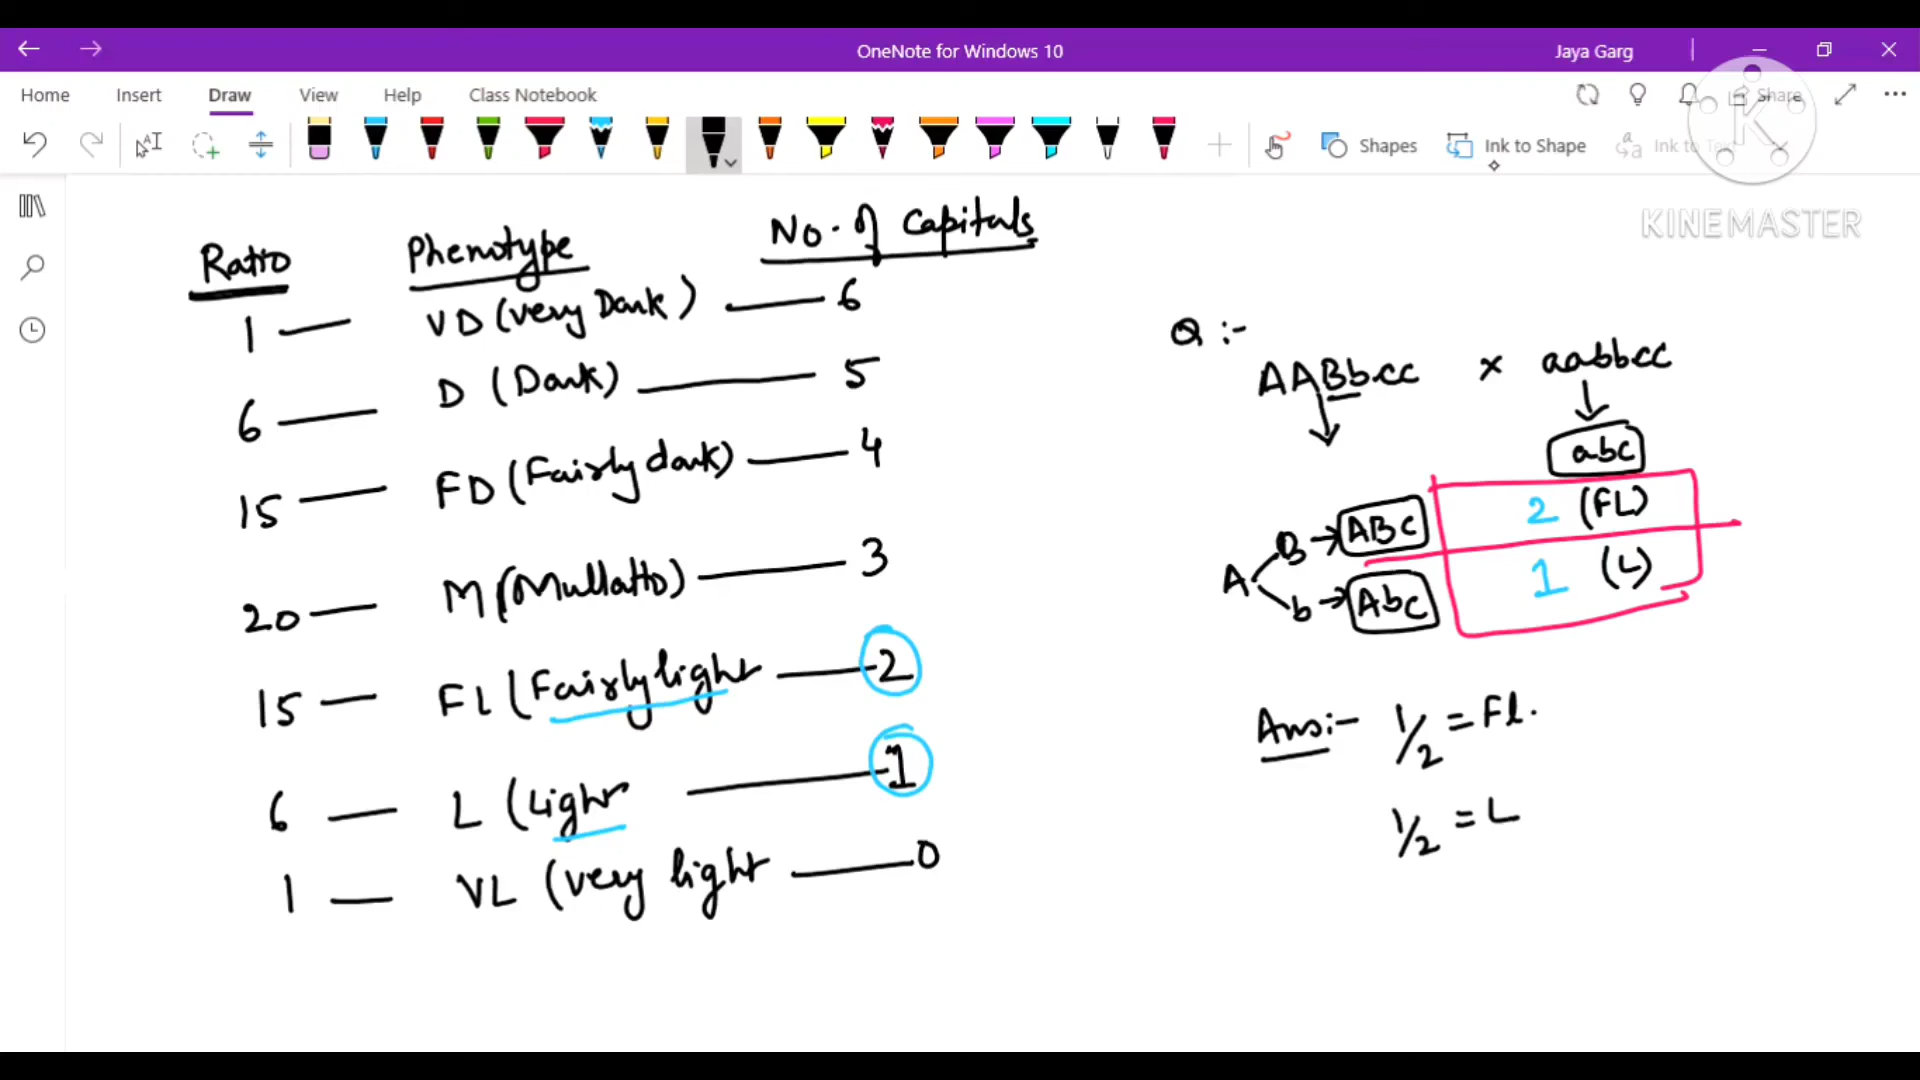 OneNote for Windows 10
Jaya Garg
Home Insert Draw View Help Class Notebook Share
Shapes Ink to Shape Ink to
K
KINEMASTER
Ratio Phenotype No. of Capitals
1 — VD (very Dark) — 6
6 — D (Dark) — 5
15 — FD (Fairly dark) — 4
20 — M (Mullatto) — 3
15 — FL (Fairly light — 2
6 — L (Light — 1
1 — VL (very light — 0
Q :-
AABbcc x aabbcc
abc
A B → ABc 2 (FL)
b → Abc 1 (L)
Ans:- 1/2 = Fl.
1/2 = L